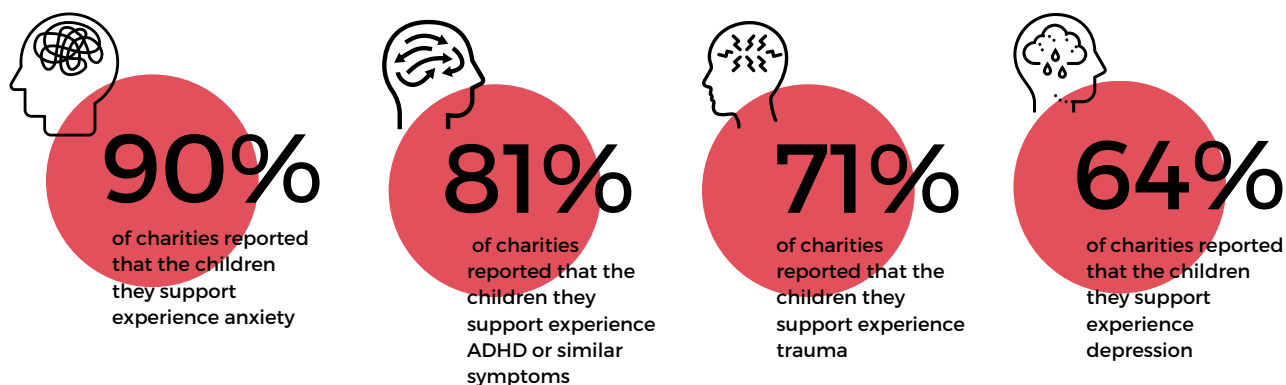 90%
of charities reported
that the children
they support
experience anxiety
81%
of charities
reported that the
children they
support experience
ADHD or similar
symptoms
71%
of charities
reported that the
children they
support experience
trauma
64%
of charities reported
that the children
they support
experience
depression